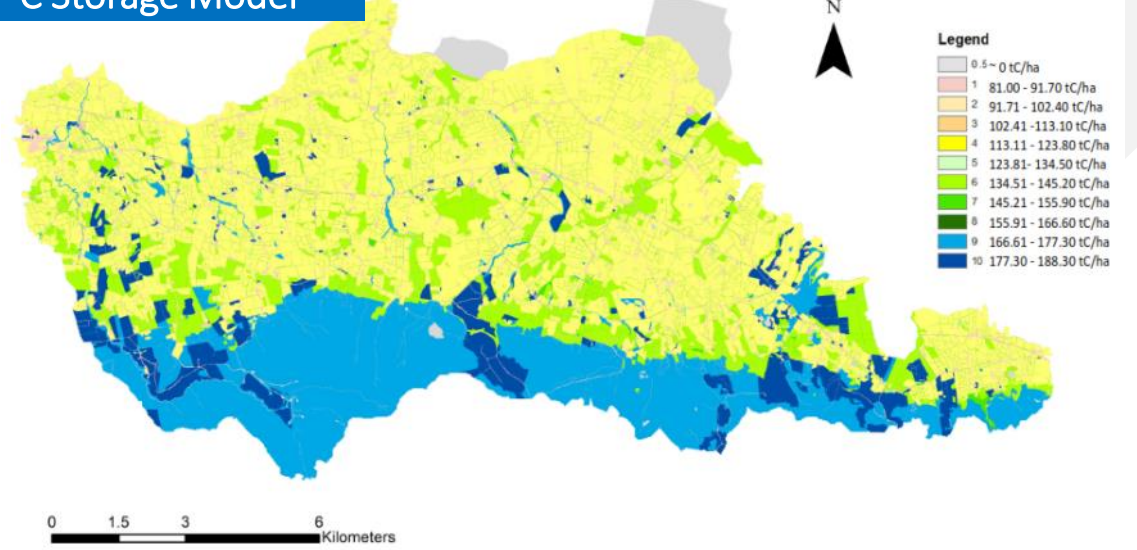 C Storage Model
N
Legend
0.5~ 0 tC/ha
1 81.00 - 91.70 tC/ha
2 91.71 - 102.40 tC/ha
3 102.41 -113.10 tC/ha
4 113.11 - 123.80 tC/ha
5 123.81- 134.50 tC/ha
6 134.51 - 145.20 tC/ha
7 145.21 - 155.90 tC/ha
8 155.91 - 166.60 tC/ha
9 166.61 - 177.30 tC/ha
10 177.30 - 188.30 tC/ha
0 1.5 3 6
Kilometers